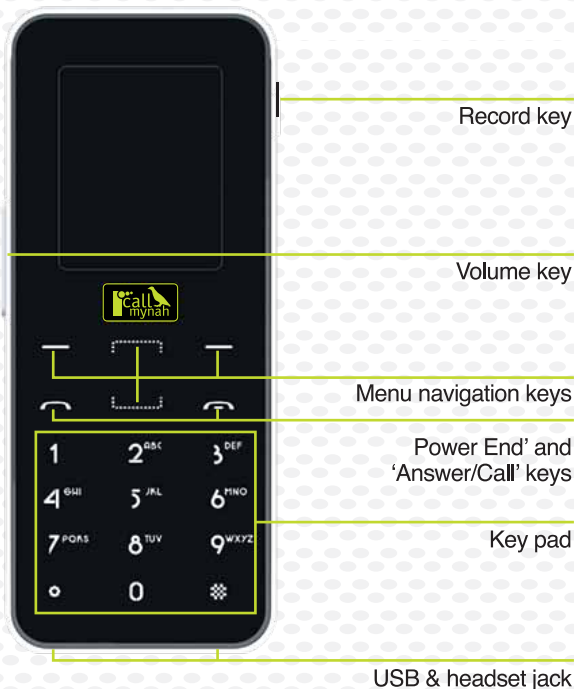 Record key
Volume key
call
mynah
Menu navigation keys
Power End' and
'Answer/Call' keys
1 2ABC 3DEF
4GHI 5JKL 6MNO
7PQRS 8TUV 9WXYZ
0
Key pad
USB & headset jack